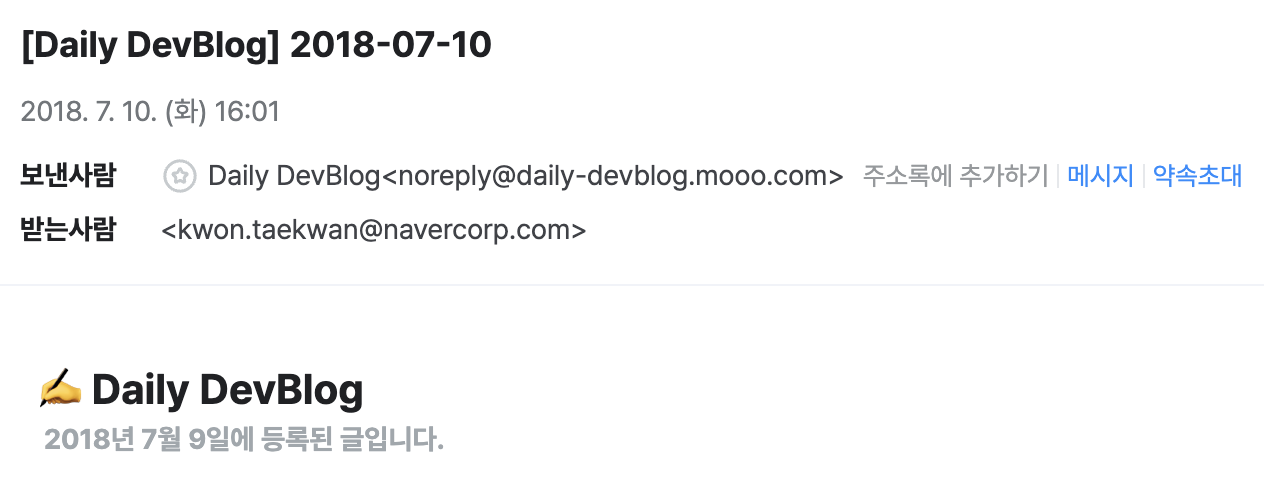 [Daily DevBlog] 2018-07-10
2018. 7. 10. (화) 16:01
보낸사람 Daily DevBlog<noreply@daily-devblog.mooo.com> 주소록에 추가하기 메시지 약속초대
받는사람 <kwon.taekwan@navercorp.com>
✍️ Daily DevBlog
2018년 7월 9일에 등록된 글입니다.